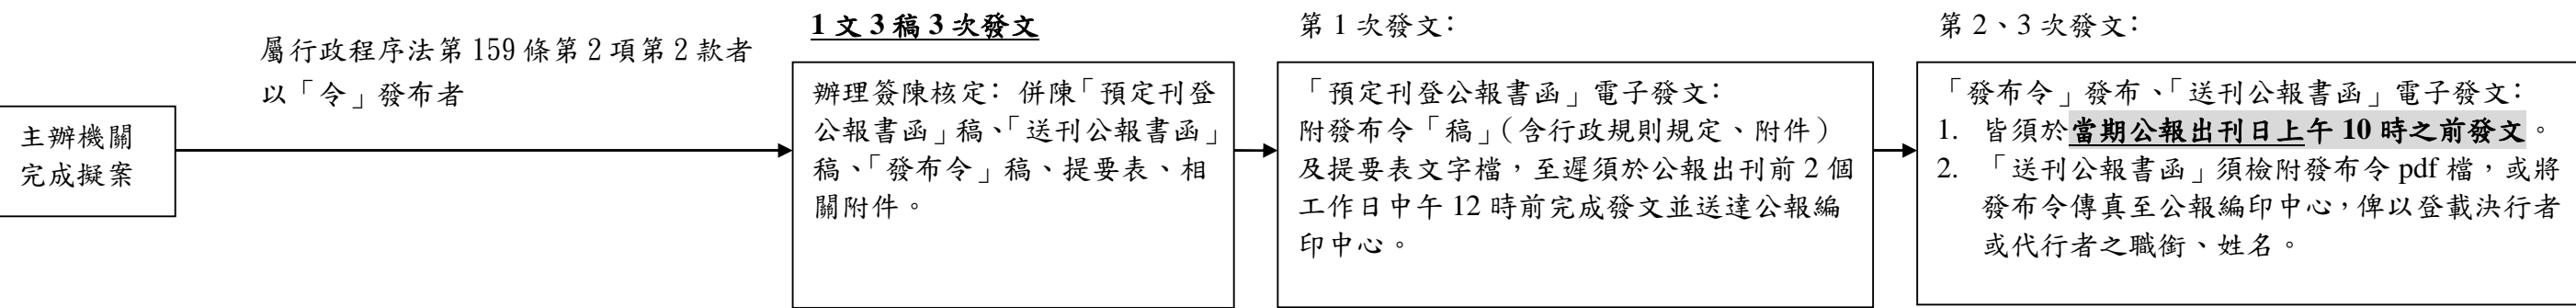 主辦機關
完成擬案
屬行政程序法第 159 條第 2 項第 2 款者
以「令」發布者
1 文 3 稿 3 次發文
辦理簽陳核定：併陳「預定刊登
公報書函」稿、「送刊公報書函」
稿、「發布令」稿、提要表、相
關附件。
第 1 次發文：
「預定刊登公報書函」電子發文：
附發布令「稿」（含行政規則規定、附件）
及提要表文字檔，至遲須於公報出刊前 2 個
工作日中午 12 時前完成發文並送達公報編
印中心。
第 2、3 次發文：
「發布令」發布、「送刊公報書函」電子發文：
1. 皆須於當期公報出刊日上午 10 時之前發文。
2. 「送刊公報書函」須檢附發布令 pdf 檔，或將
發布令傳真至公報編印中心，俾以登載決行者
或代行者之職銜、姓名。